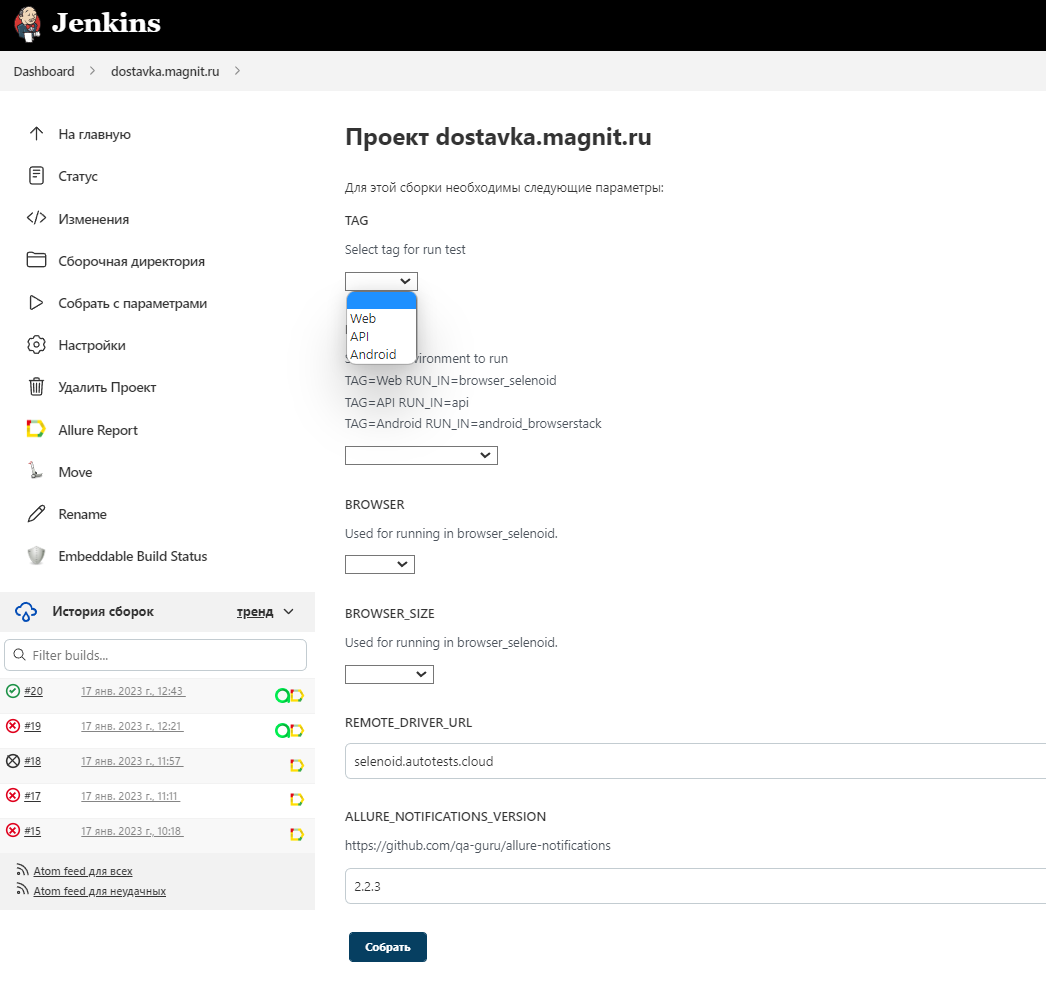 Jenkins
Dashboard
dostavka.magnit.ru
На главную
Статус
Изменения
Сборочная директория
Собрать с параметрами
Настройки
Удалить Проект
Allure Report
Move
Rename
Embeddable Build Status
История сборок
тренд
Filter builds...
#20 17 янв. 2023 г., 12:43
#19 17 янв. 2023 г., 12:21
#18 17 янв. 2023 г., 11:57
#17 17 янв. 2023 г., 11:11
#15 17 янв. 2023 г., 10:18
Atom feed для всех
Atom feed для неудачных
Проект dostavka.magnit.ru
Для этой сборки необходимы следующие параметры:
TAG
Select tag for run test
Web
API
Android
to run
TAG=Web RUN_IN=browser_selenoid
TAG=API RUN_IN=api
TAG=Android RUN_IN=android_browserstack
BROWSER
Used for running in browser_selenoid.
BROWSER_SIZE
Used for running in browser_selenoid.
REMOTE_DRIVER_URL
selenoid.autotests.cloud
ALLURE_NOTIFICATIONS_VERSION
https://github.com/qa-guru/allure-notifications
2.2.3
Собрать